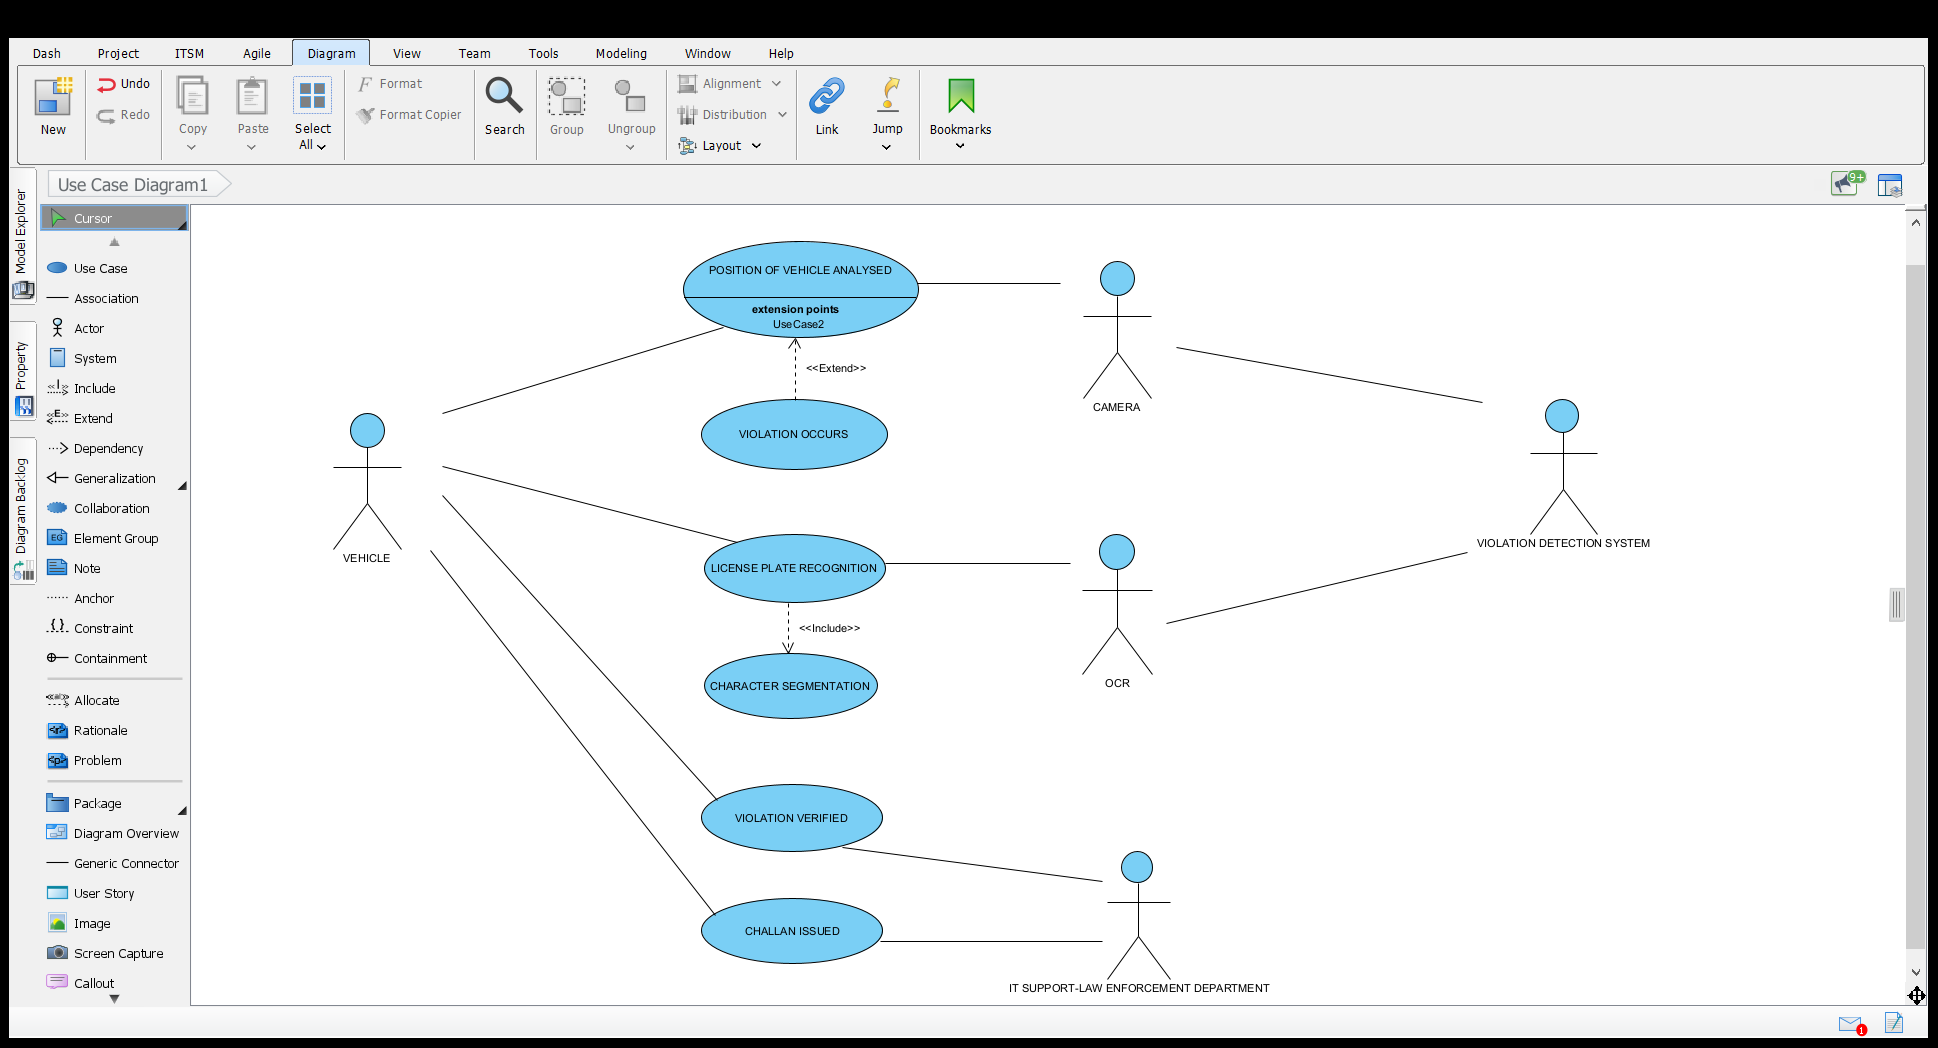 Dash Project ITSM Agile Diagram View Team Tools Modeling Window Help
New
Undo
Redo
Copy
Paste
Select
All
Format
Format Copier
Search
Group
Ungroup
Alignment
Distribution
Layout
Link
Jump
Bookmarks
Use Case Diagram1
9+
Model Explorer
Property
Diagram Backlog
Cursor
Use Case
Association
Actor
System
Include
Extend
Dependency
Generalization
Collaboration
Element Group
Note
Anchor
Constraint
Containment
Allocate
Rationale
Problem
Package
Diagram Overview
Generic Connector
User Story
Image
Screen Capture
Callout
POSITION OF VEHICLE ANALYSED
extension points
UseCase2
<<Extend>>
VIOLATION OCCURS
CAMERA
VEHICLE
VIOLATION DETECTION SYSTEM
LICENSE PLATE RECOGNITION
<<Include>>
CHARACTER SEGMENTATION
OCR
VIOLATION VERIFIED
CHALLAN ISSUED
IT SUPPORT-LAW ENFORCEMENT DEPARTMENT
1